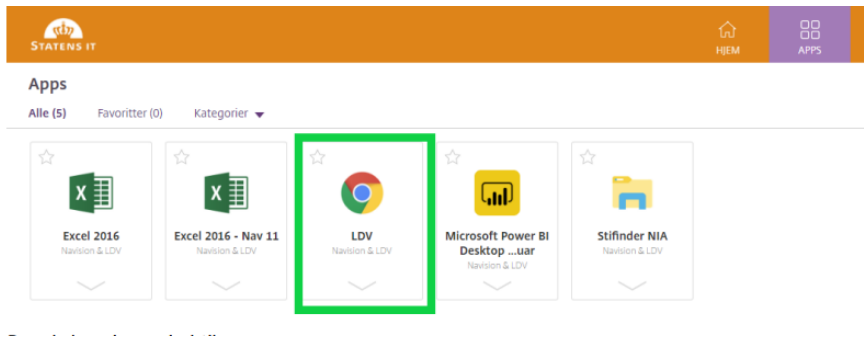 STATENS IT
HJEM
APPS
Apps
Alle (5) Favoritter (0) Kategorier
Excel 2016
Navision & LDV
Excel 2016 - Nav 11
Navision & LDV
LDV
Navision & LDV
Microsoft Power BI
Desktop ...uar
Navision & LDV
Stifinder NIA
Navision & LDV